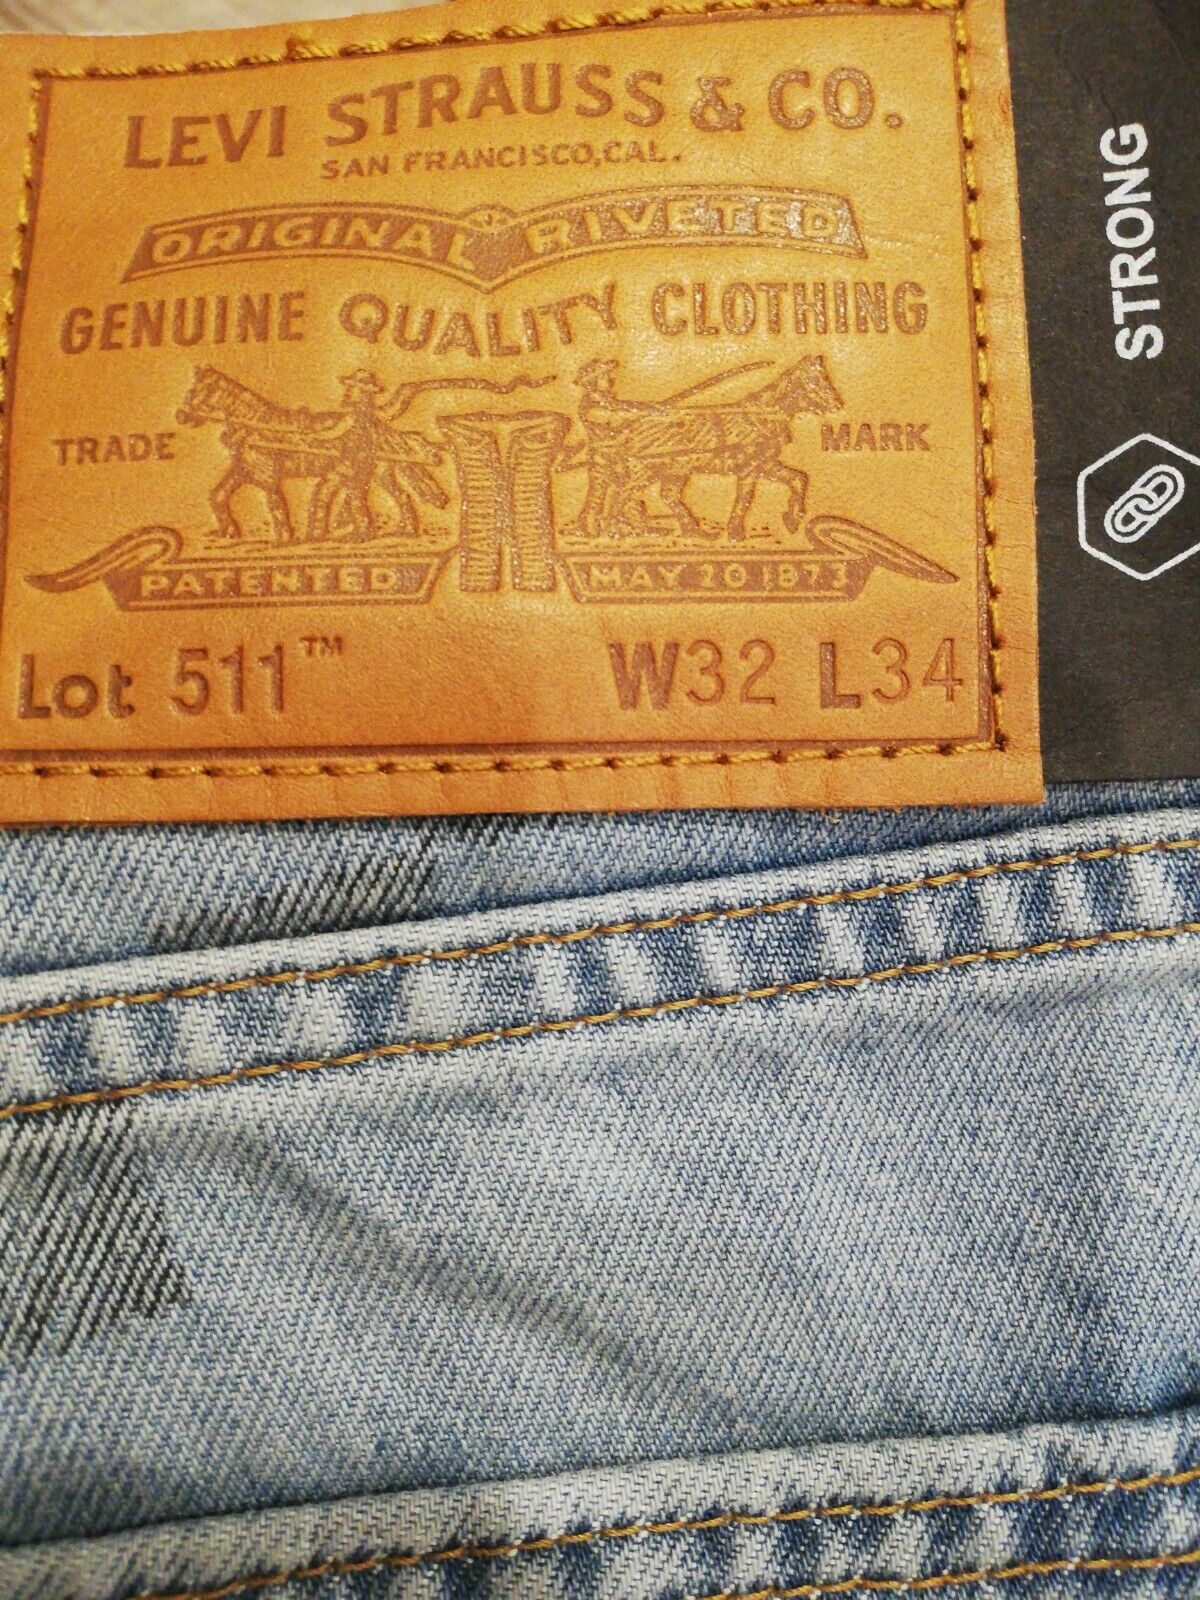 LEVI STRAUSS & CO.
SAN FRANCISCO, CAL.
ORIGINAL RIVETED
GENUINE QUALITY CLOTHING
TRADE MARK
PATENTED MAY 20 1873
Lot 511™ W32 L34
STRONG